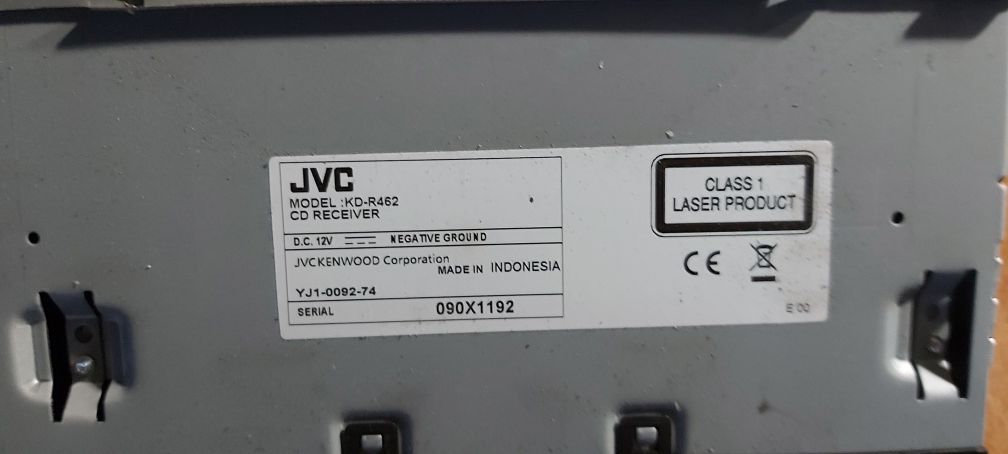 JVC
MODEL :KD-R462
CD RECEIVER
D.C. 12V NEGATIVE GROUND
JVCKENWOOD Corporation
MADE IN INDONESIA
YJ1-0092-74
SERIAL 090X1192
CLASS 1
LASER PRODUCT
CE
E 00